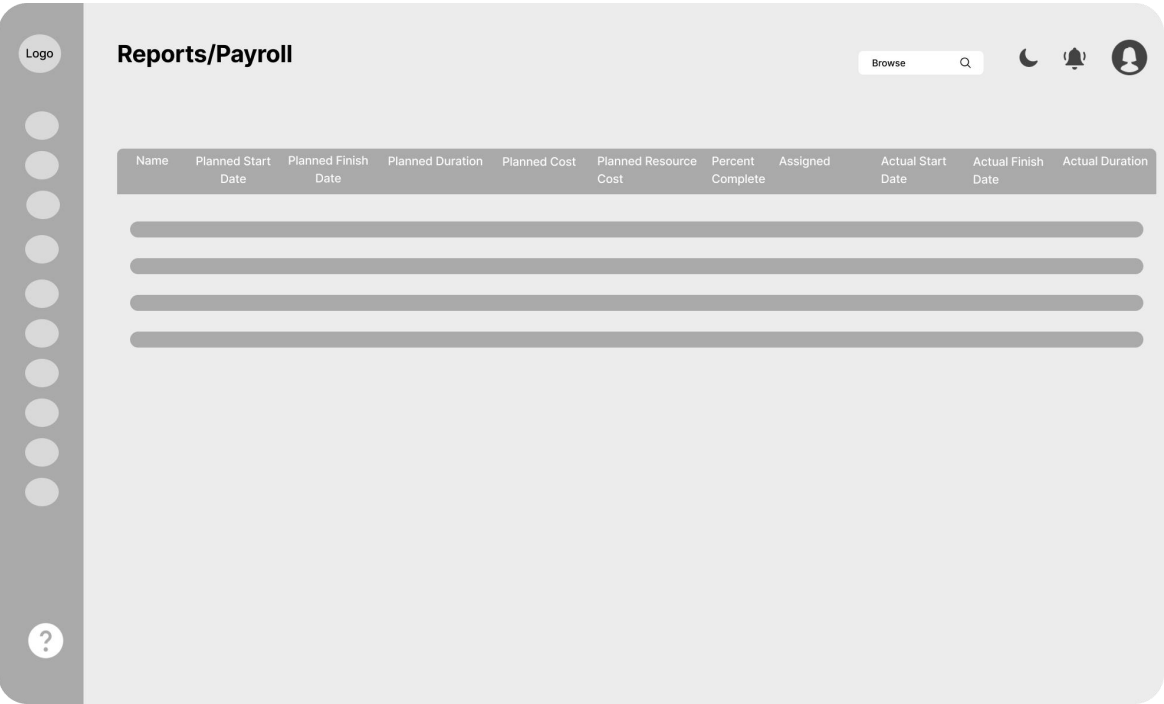 Logo
Reports/Payroll
Browse
Name
Planned Start
Date
Planned Finish
Date
Planned Duration
Planned Cost
Planned Resource
Cost
Percent
Complete
Assigned
Actual Start
Date
Actual Finish
Date
Actual Duration
?